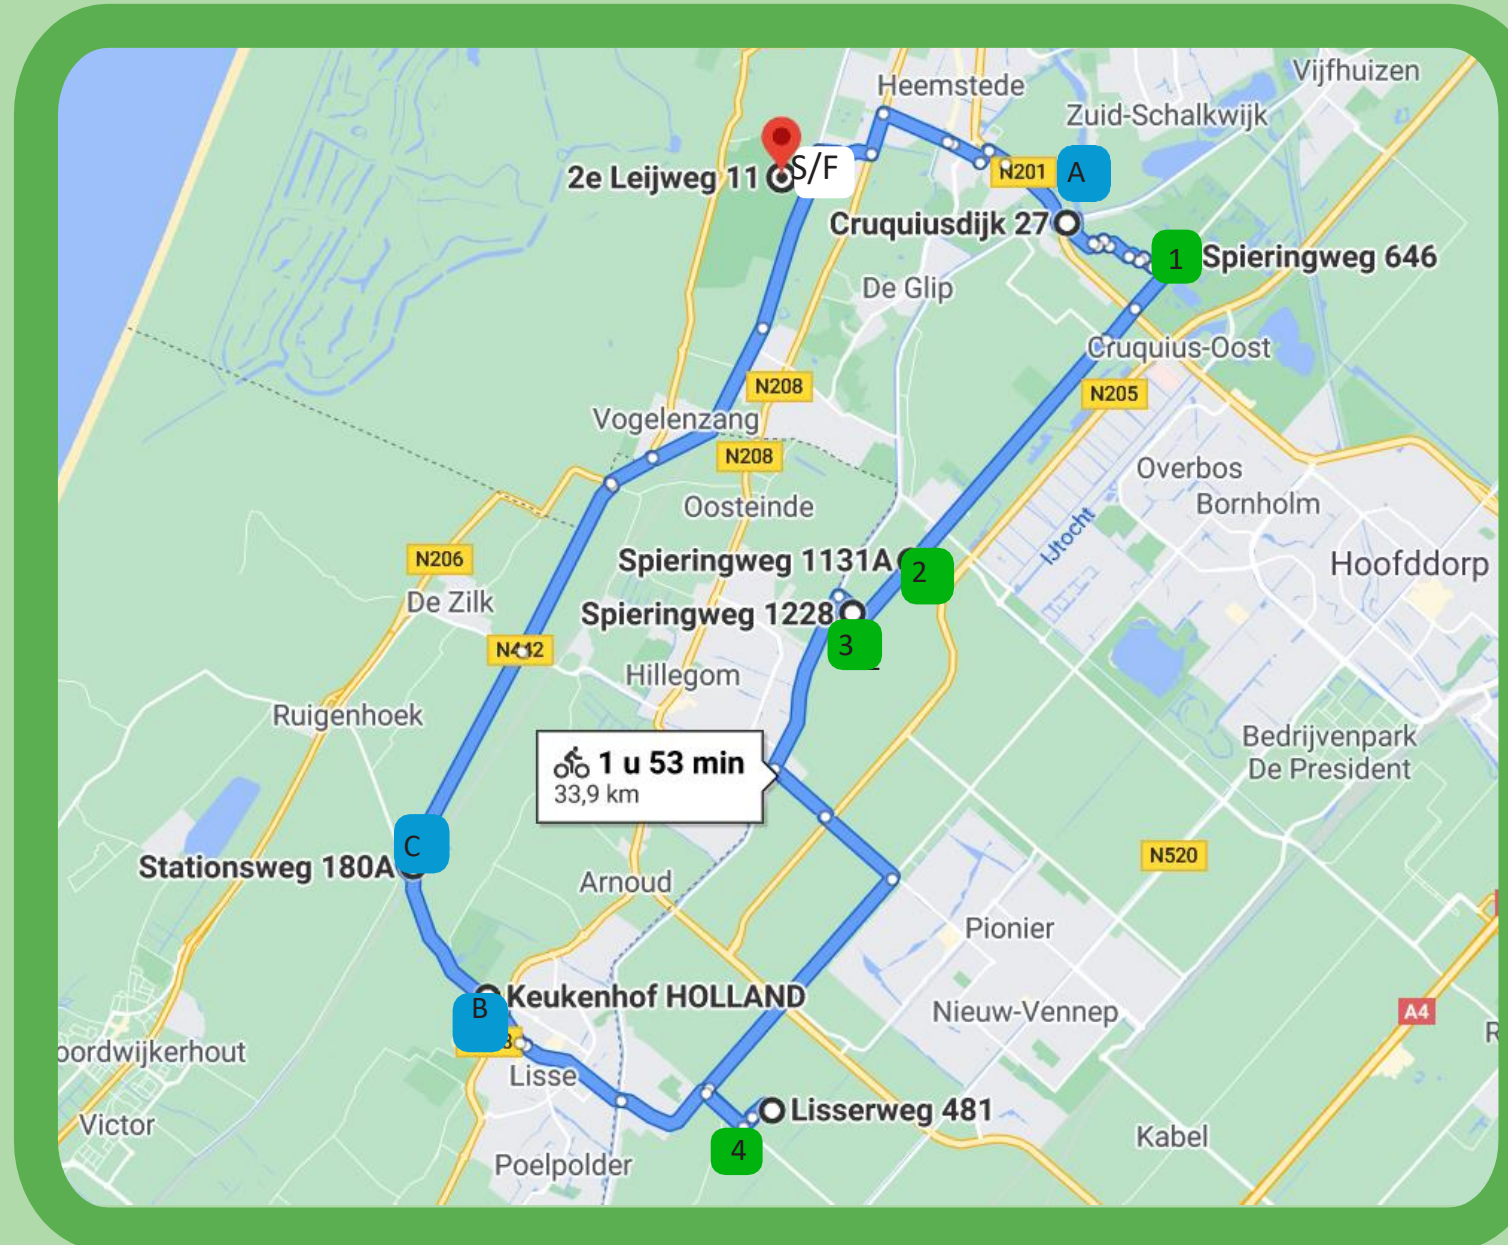 Vijfhuizen
Heemstede
Zuid-Schalkwijk
2e Leijweg 11
S/F
N201
A
Cruquiusdijk 27
1
Spieringweg 646
De Glip
Cruquius-Oost
N208
N205
Vogelenzang
N208
Overbos
Bornholm
Oosteinde
IJtocht
N206
Spieringweg 1131A
2
Hoofddorp
De Zilk
Spieringweg 1228
3
N442
Hillegom
Ruigenhoek
1 u 53 min
33,9 km
Bedrijvenpark
De President
C
Stationsweg 180A
N520
Arnoud
Pionier
B
Keukenhof HOLLAND
Nieuw-Vennep
A4
oordwijkerhout
Lisse
Lisserweg 481
Victor
4
Kabel
Poelpolder